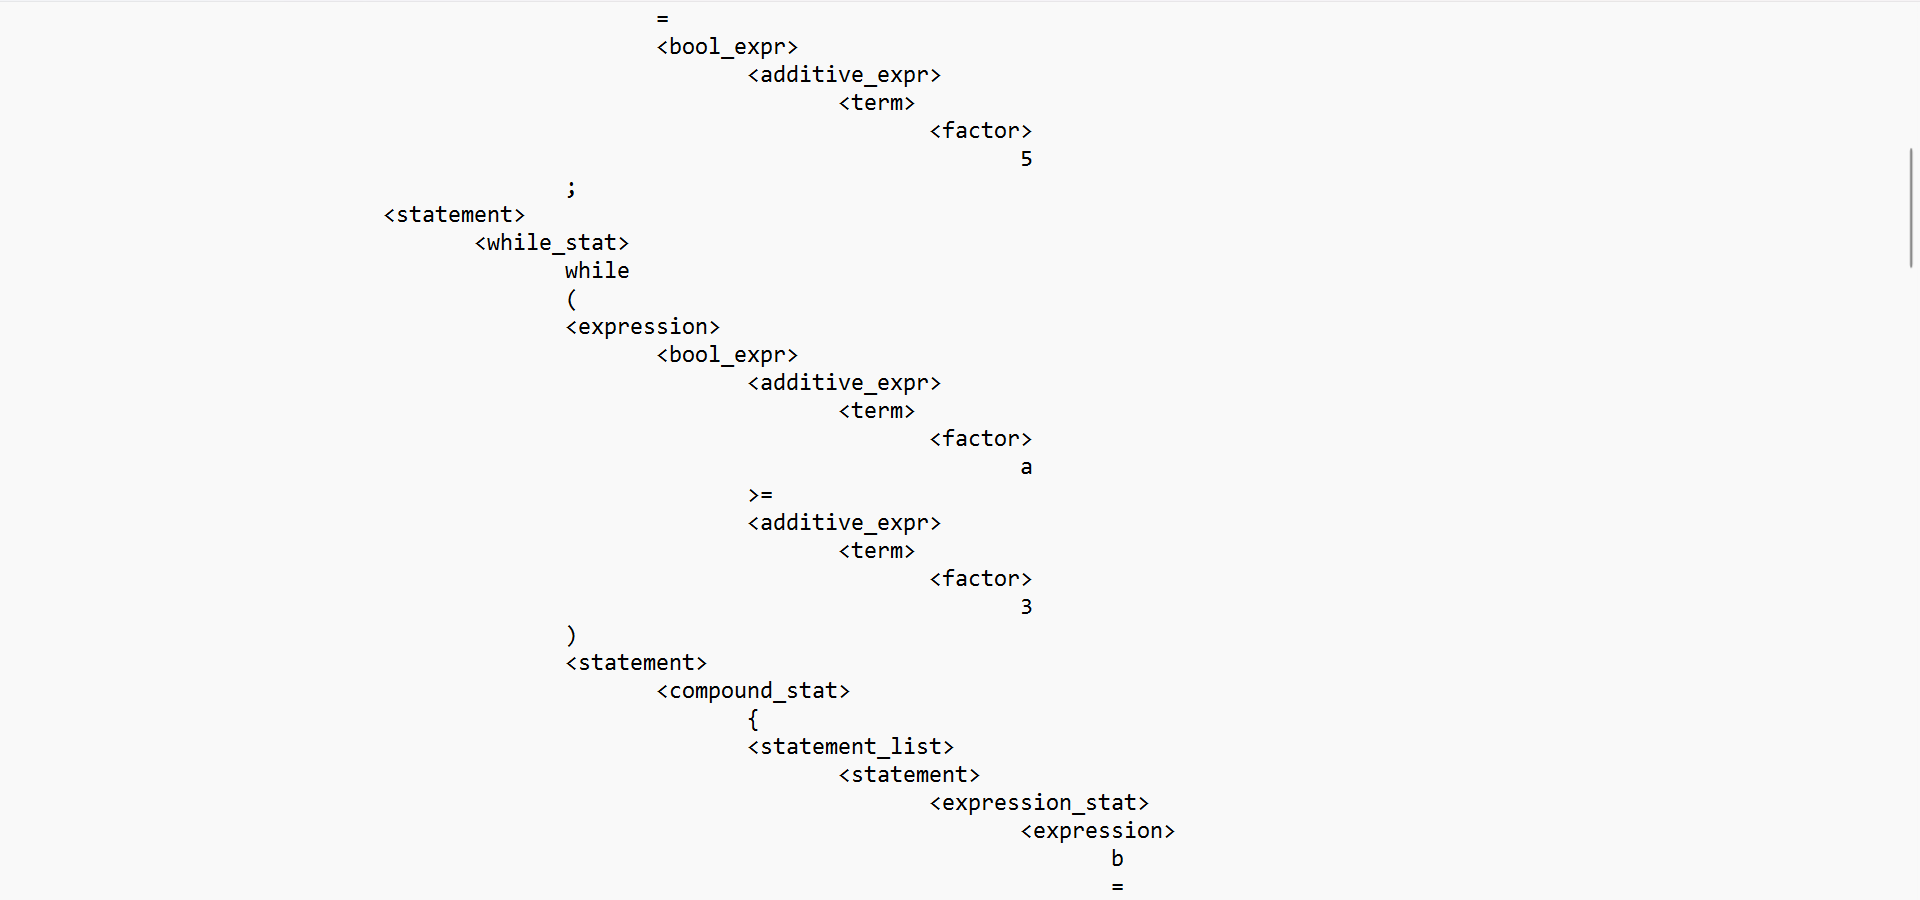 =
<bool_expr>
<additive_expr>
<term>
<factor>
5
;
<statement>
<while_stat>
while
(
<expression>
<bool_expr>
<additive_expr>
<term>
<factor>
a
>=
<additive_expr>
<term>
<factor>
3
)
<statement>
<compound_stat>
{
<statement_list>
<statement>
<expression_stat>
<expression>
b
=